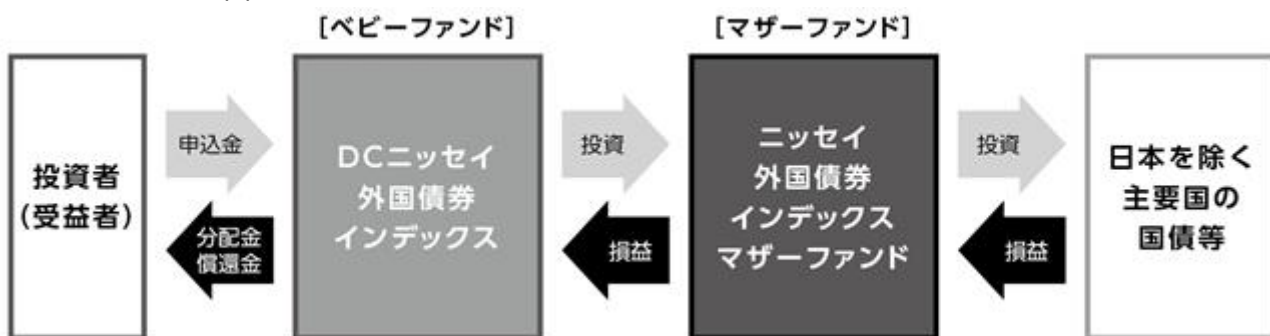 [ベビーファンド]
[マザーファンド]
投資者
(受益者)
申込金
分配金
償還金
DCニッセイ
外国債券
インデックス
投資
損益
ニッセイ
外国債券
インデックス
マザーファンド
投資
損益
日本を除く
主要国の
国債等